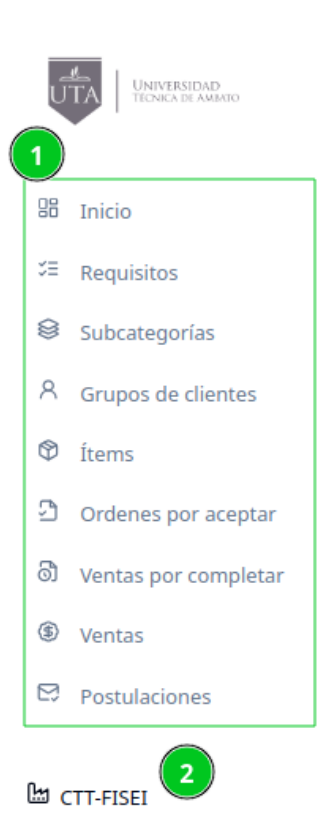 UTA
UNIVERSIDAD
TÉCNICA DE AMBATO
1
Inicio
Requisitos
Subcategorías
Grupos de clientes
Ítems
Ordenes por aceptar
Ventas por completar
Ventas
Postulaciones
2
CTT-FISEI